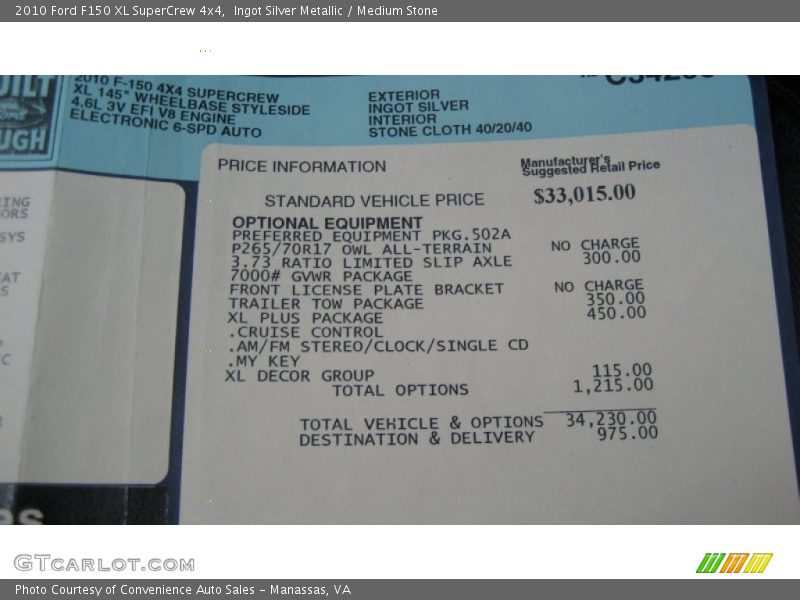 2010 Ford F150 XL SuperCrew 4x4, Ingot Silver Metallic / Medium Stone
UILT
Ford
OUGH
2010 F-150 4X4 SUPERCREW
XL 145" WHEELBASE STYLESIDE
4.6L 3V EFI V8 ENGINE
ELECTRONIC 6-SPD AUTO
EXTERIOR
INGOT SILVER
INTERIOR
STONE CLOTH 40/20/40
PRICE INFORMATION
Manufacturer's
Suggested Retail Price
STANDARD VEHICLE PRICE $33,015.00
OPTIONAL EQUIPMENT
PREFERRED EQUIPMENT PKG.502A
P265/70R17 OWL ALL-TERRAIN NO CHARGE
3.73 RATIO LIMITED SLIP AXLE 300.00
7000# GVWR PACKAGE
FRONT LICENSE PLATE BRACKET NO CHARGE
TRAILER TOW PACKAGE 350.00
XL PLUS PACKAGE 450.00
.CRUISE CONTROL
.AM/FM STEREO/CLOCK/SINGLE CD
.MY KEY
XL DECOR GROUP 115.00
TOTAL OPTIONS 1,215.00
TOTAL VEHICLE & OPTIONS 34,230.00
DESTINATION & DELIVERY 975.00
GTCARLOT.COM
Photo Courtesy of Convenience Auto Sales - Manassas, VA